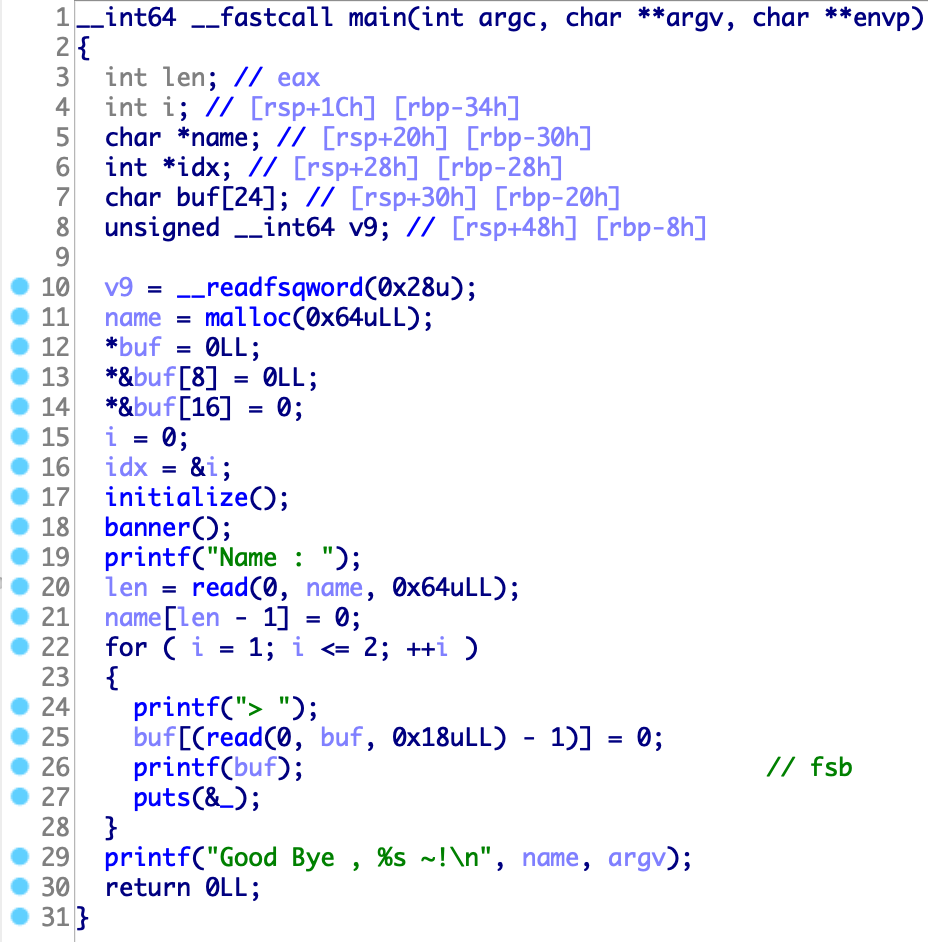 1 __int64 __fastcall main(int argc, char **argv, char **envp)
2 {
3   int len; // eax
4   int i; // [rsp+1Ch] [rbp-34h]
5   char *name; // [rsp+20h] [rbp-30h]
6   int *idx; // [rsp+28h] [rbp-28h]
7   char buf[24]; // [rsp+30h] [rbp-20h]
8   unsigned __int64 v9; // [rsp+48h] [rbp-8h]
9
10   v9 = __readfsqword(0x28u);
11   name = malloc(0x64uLL);
12   *buf = 0LL;
13   *&buf[8] = 0LL;
14   *&buf[16] = 0;
15   i = 0;
16   idx = &i;
17   initialize();
18   banner();
19   printf("Name : ");
20   len = read(0, name, 0x64uLL);
21   name[len - 1] = 0;
22   for ( i = 1; i <= 2; ++i )
23   {
24     printf("> ");
25     buf[(read(0, buf, 0x18uLL) - 1)] = 0;
26     printf(buf); // fsb
27     puts(&_);
28   }
29   printf("Good Bye , %s ~!\n", name, argv);
30   return 0LL;
31 }